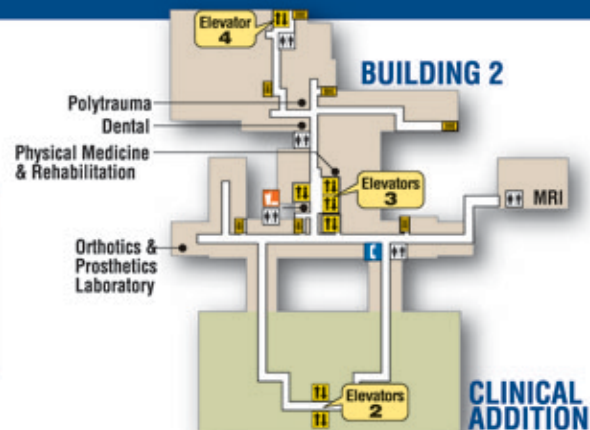 Elevator
4
BUILDING 2
Polytrauma
Dental
Physical Medicine
& Rehabilitation
Elevators
3
MRI
Orthotics &
Prosthetics
Laboratory
Elevators
2
CLINICAL
ADDITION